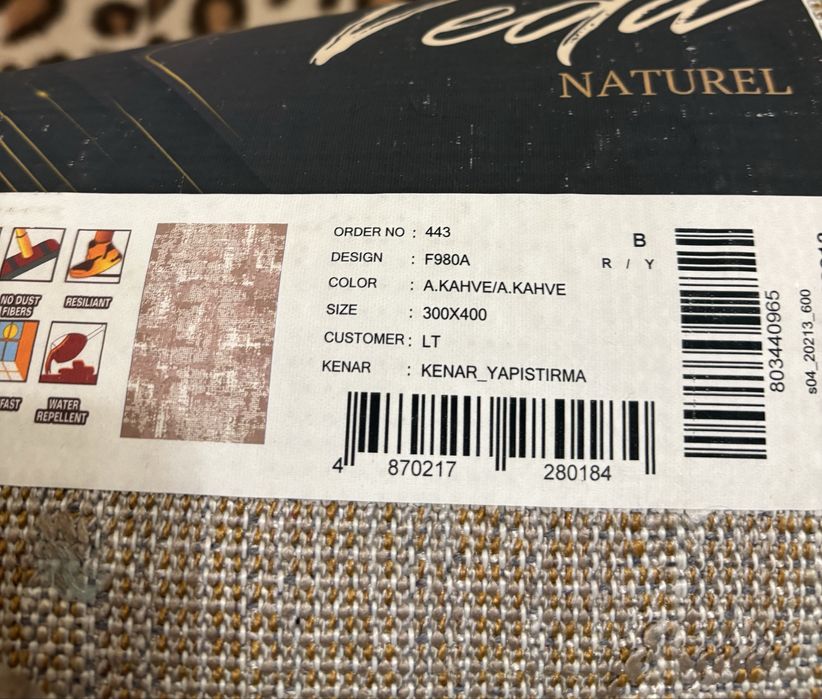 Veda
NATUREL
NO DUST
FIBERS
RESILIANT
FAST
WATER
REPELLENT
ORDER NO : 443
DESIGN : F980A
COLOR : A.KAHVE/A.KAHVE
SIZE : 300X400
CUSTOMER : LT
KENAR : KENAR_YAPISTIRMA
B
R / Y
4 870217 280184
803440965
s04_20213_600